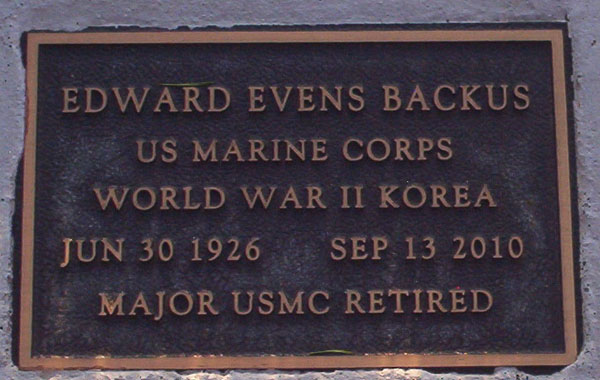 EDWARD EVENS BACKUS
US MARINE CORPS
WORLD WAR II KOREA
JUN 30 1926 SEP 13 2010
MAJOR USMC RETIRED